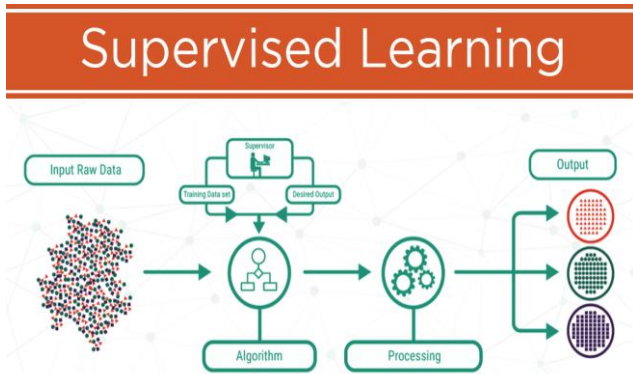 Supervised Learning
Supervisor
Input Raw Data
Output
Training Data set
Desired Output
Algorithm
Processing